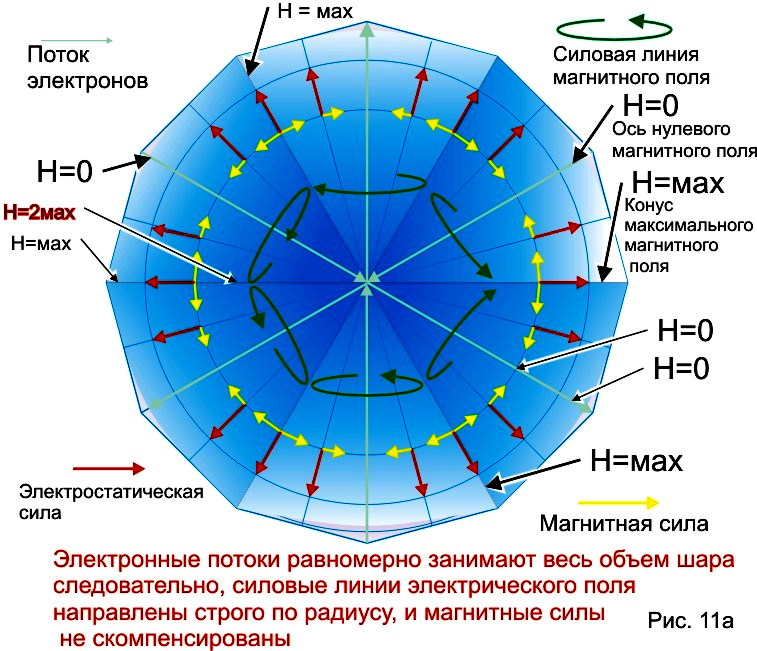 H = мах
Поток
электронов
Силовая линия
магнитного поля
H=0
Ось нулевого
магнитного поля
H=0
H=мах
Конус
максимального
магнитного
поля
H=2мах
H=мах
H=0
H=0
H=мах
Электростатическая
сила
Магнитная сила
Электронные потоки равномерно занимают весь объем шара
следовательно, силовые линии электрического поля
направлены строго по радиусу, и магнитные силы
не скомпенсированы
Рис. 11а